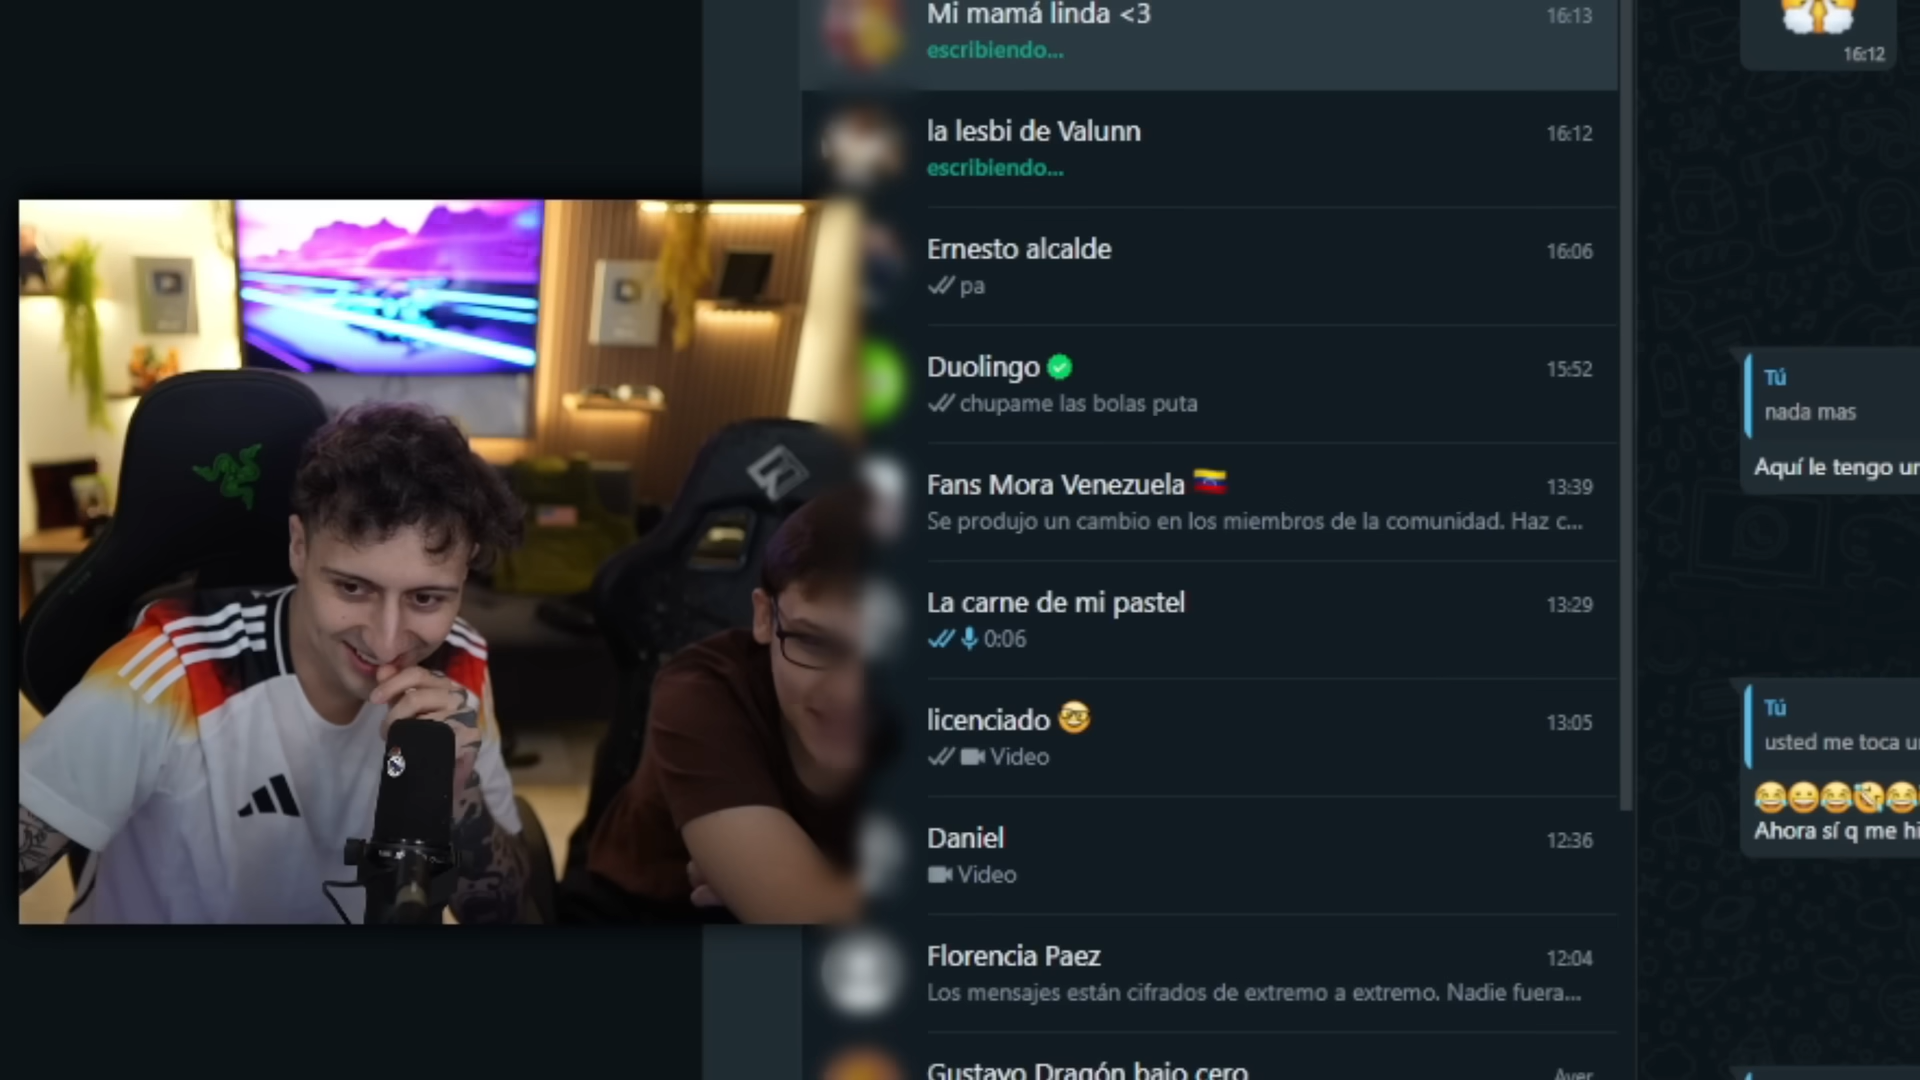 Mi mamá linda <3
16:13
escribiendo...
la lesbi de Valunn
16:12
escribiendo...
Ernesto alcalde
16:06
pa
Duolingo
15:52
chupame las bolas puta
Fans Mora Venezuela 🇻🇪
13:39
Se produjo un cambio en los miembros de la comunidad. Haz c...
La carne de mi pastel
13:29
0:06
licenciado 🤓
13:05
Video
Daniel
12:36
Video
Florencia Paez
12:04
Los mensajes están cifrados de extremo a extremo. Nadie fuera...
Gustavo Dragón bajo cero
Ayer
16:12
Tú
nada mas
Aquí le tengo
Tú
usted me toca
😂😀😂🤣😂
Ahora sí q me